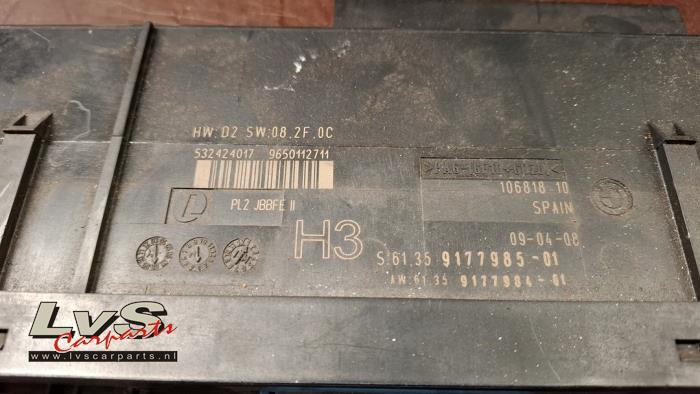 HW:D2 SW:08.2F.0C
532424017 9650112711
PL2 JBBFE II
H3
106818 10
SPAIN
09-04-08
S:61.35 9177985-01
AW:61.35 9177984-01
LvS
Carparts
www.lvscarparts.nl